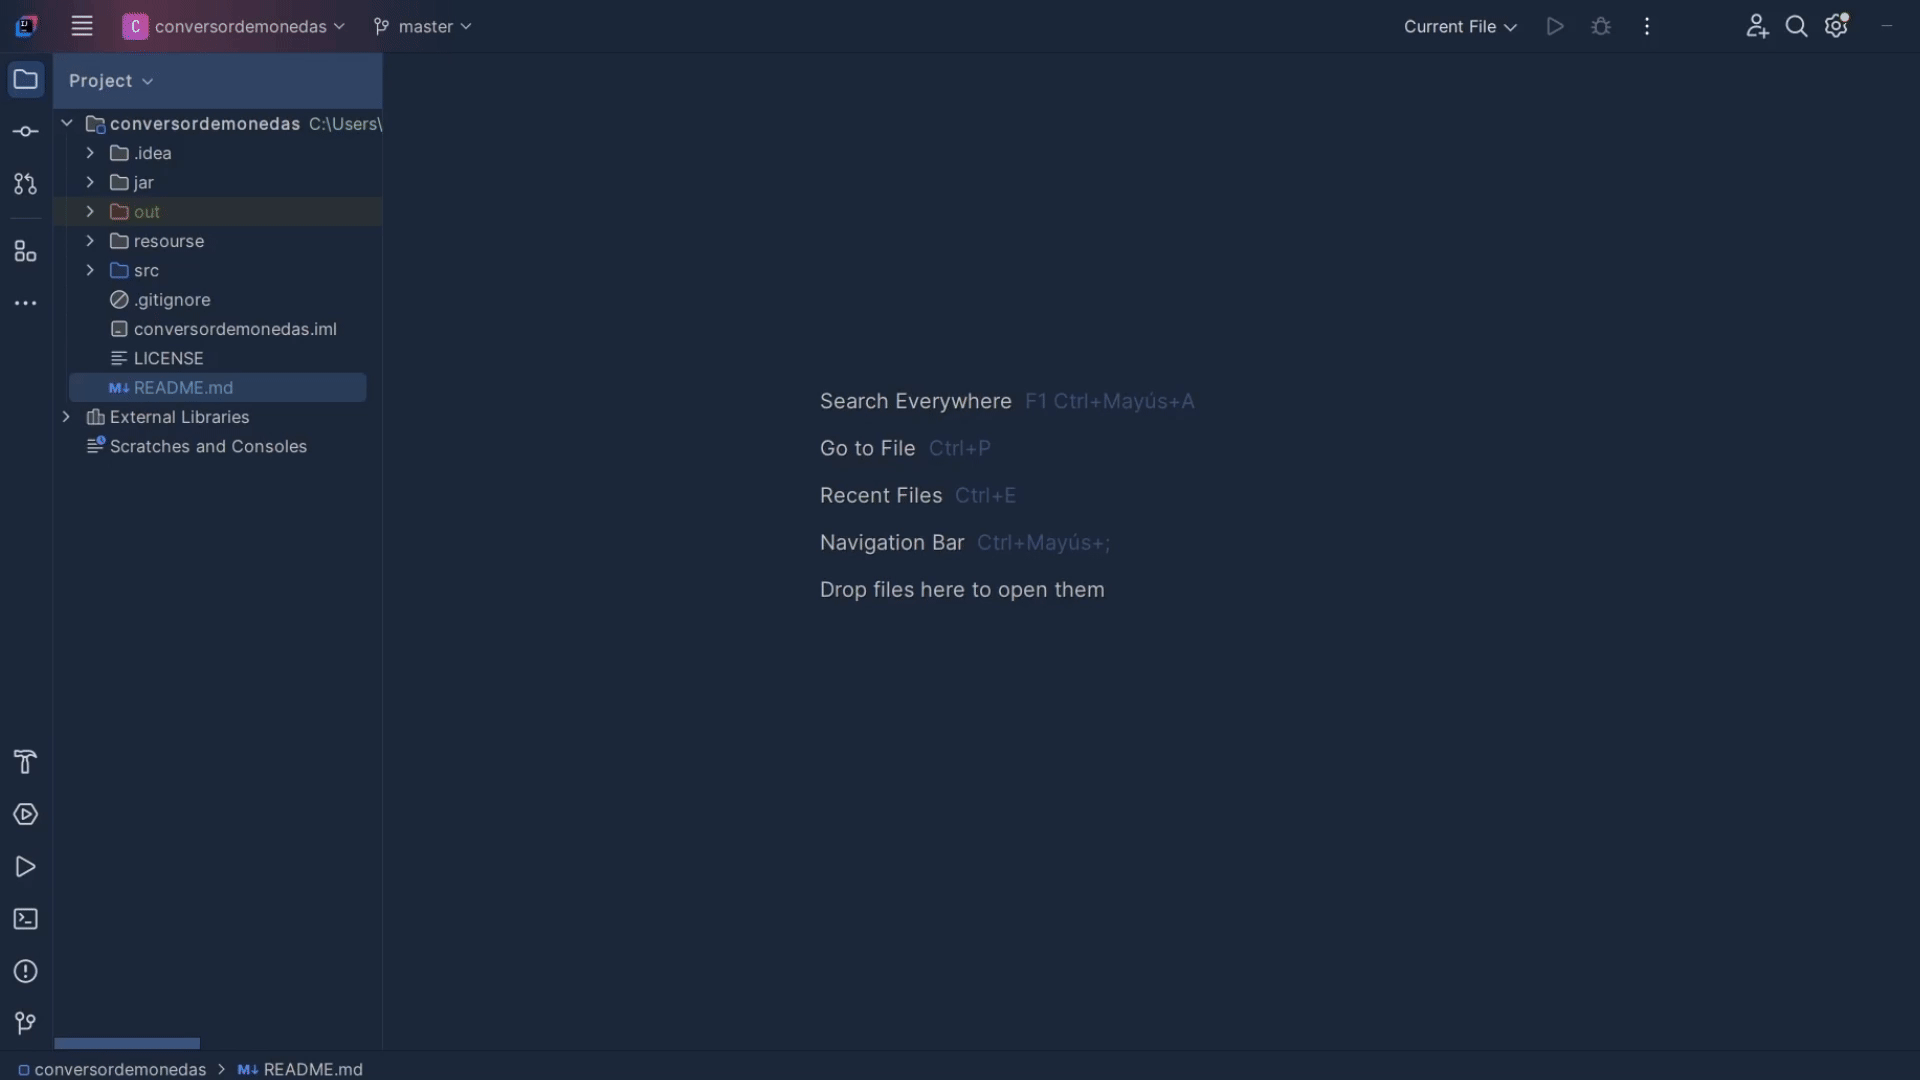 IJ C conversordemonedas master Current File
Project
conversordemonedas C:\Users\
.idea
jar
out
resourse
src
.gitignore
conversordemonedas.iml
LICENSE
M↓ README.md
External Libraries
Scratches and Consoles
Search Everywhere F1 Ctrl+Mayús+A
Go to File Ctrl+P
Recent Files Ctrl+E
Navigation Bar Ctrl+Mayús+;
Drop files here to open them
conversordemonedas > M↓ README.md